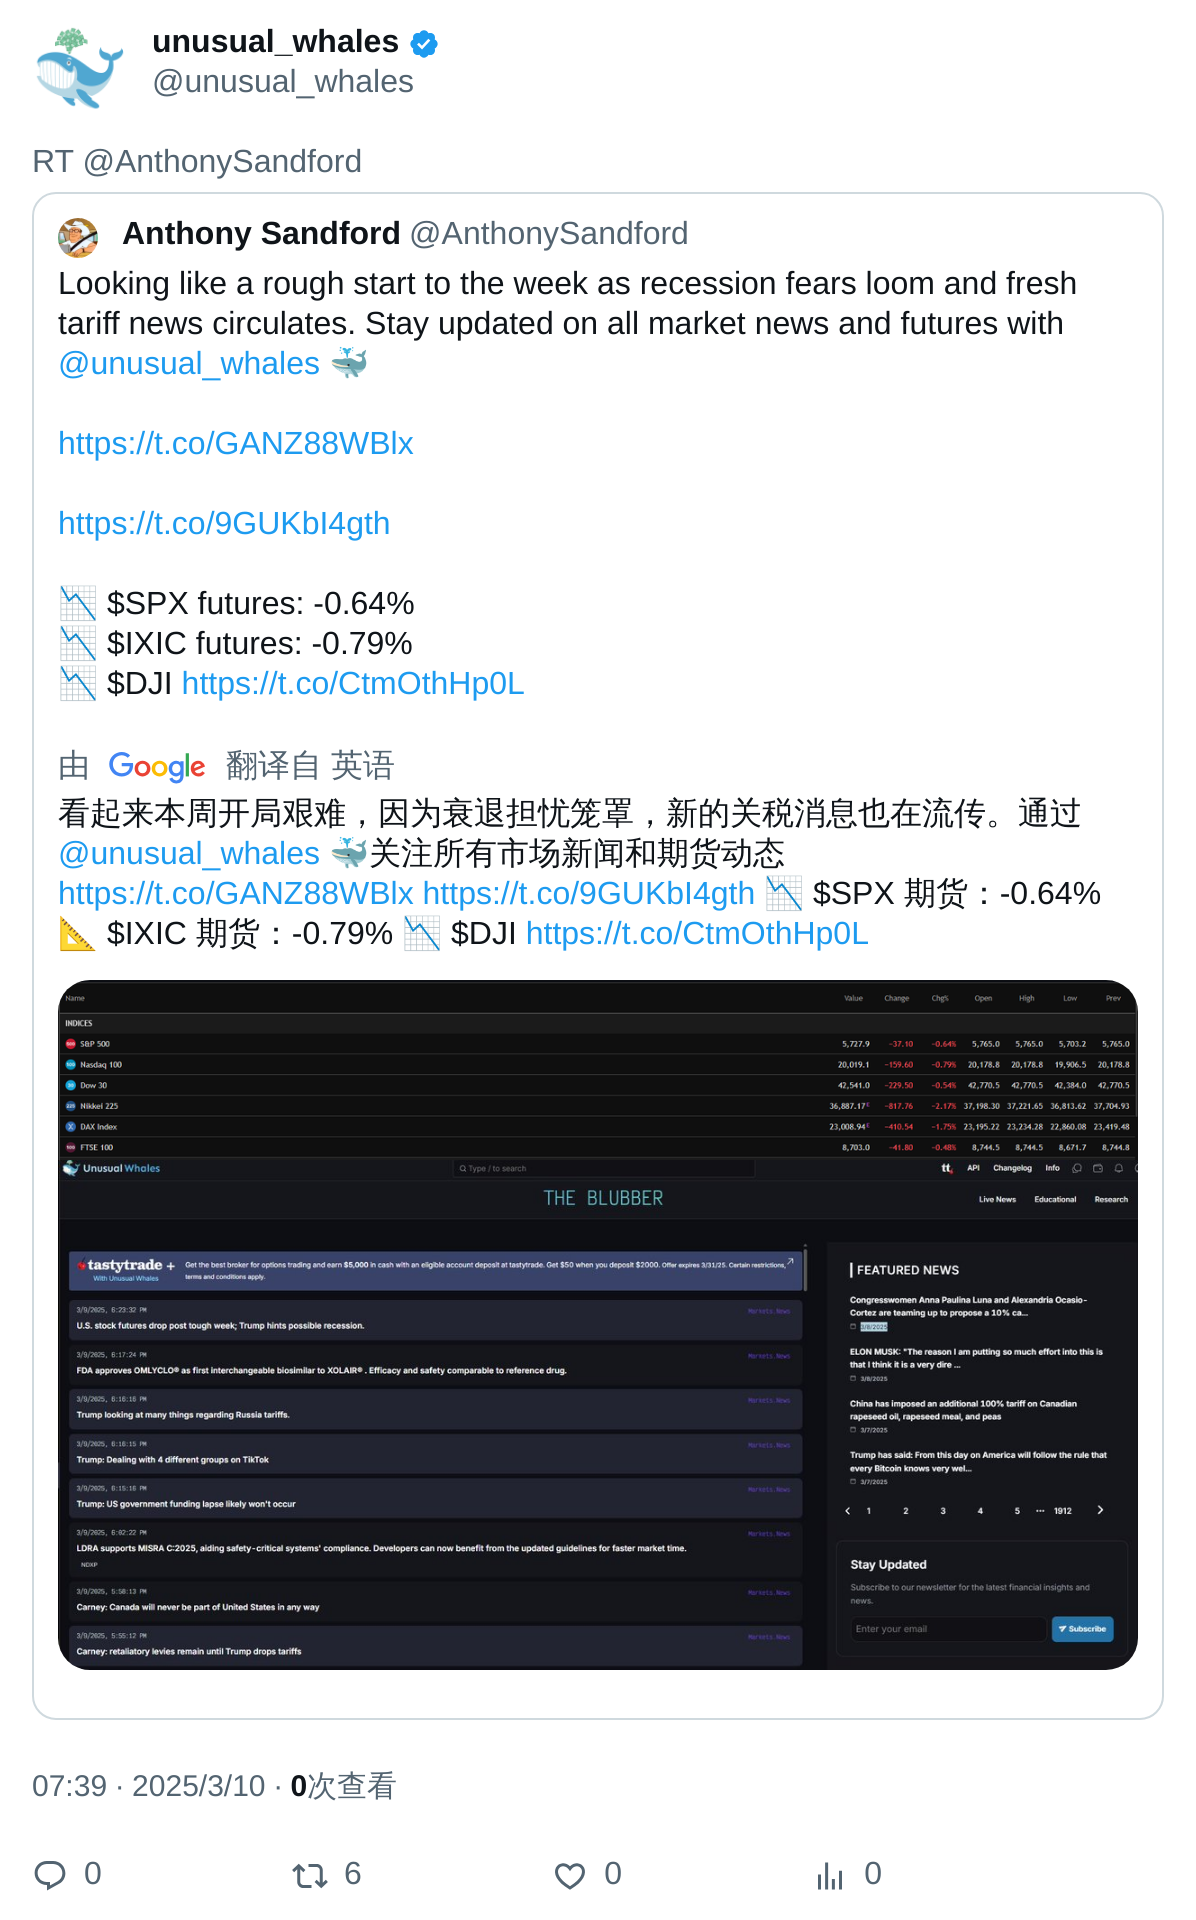 unusual_whales
@unusual_whales
RT @AnthonySandford
Anthony Sandford @AnthonySandford
Looking like a rough start to the week as recession fears loom and fresh
tariff news circulates. Stay updated on all market news and futures with
@unusual_whales 🐳
https://t.co/GANZ88WBlx
https://t.co/9GUKbI4gth
📉 $SPX futures: -0.64%
📉 $IXIC futures: -0.79%
📉 $DJI https://t.co/CtmOthHp0L
由 Google 翻译自 英语
看起来本周开局艰难，因为衰退担忧笼罩，新的关税消息也在流传。通过
@unusual_whales 🐳关注所有市场新闻和期货动态
https://t.co/GANZ88WBlx https://t.co/9GUKbI4gth 📉 $SPX 期货：-0.64%
📐 $IXIC 期货：-0.79% 📉 $DJI https://t.co/CtmOthHp0L
Name Value Change Chg% Open High Low Prev
INDICES
S&P 500 5,727.9 -37.10 -0.64% 5,765.0 5,765.0 5,703.2 5,765.0
Nasdaq 100 20,019.1 -159.60 -0.79% 20,178.8 20,178.8 19,906.5 20,178.8
Dow 30 42,541.0 -229.50 -0.54% 42,770.5 42,770.5 42,384.0 42,770.5
Nikkei 225 36,887.17 -817.76 -2.17% 37,198.30 37,221.65 36,813.62 37,704.93
DAX Index 23,008.94 -410.54 -1.75% 23,195.22 23,234.28 22,860.08 23,419.48
FTSE 100 8,703.0 -41.80 -0.48% 8,744.5 8,744.5 8,671.7 8,744.8
Unusual Whales Type / to search tt API Changelog Info
THE BLUBBER Live News Educational Research
tastytrade +
With Unusual Whales
Get the best broker for options trading and earn $5,000 in cash with an eligible account deposit at tastytrade. Get $50 when you deposit $2000. Offer expires 3/31/25. Certain restrictions,
terms and conditions apply.
3/9/2025, 6:23:32 PM Markets News
U.S. stock futures drop post tough week; Trump hints possible recession.
3/9/2025, 6:17:24 PM Markets News
FDA approves OMLYCLO® as first interchangeable biosimilar to XOLAIR® . Efficacy and safety comparable to reference drug.
3/9/2025, 6:16:16 PM Markets News
Trump looking at many things regarding Russia tariffs.
3/9/2025, 6:16:15 PM Markets News
Trump: Dealing with 4 different groups on TikTok
3/9/2025, 6:15:16 PM Markets News
Trump: US government funding lapse likely won't occur
3/9/2025, 6:02:22 PM Markets News
LDRA supports MISRA C:2025, aiding safety-critical systems' compliance. Developers can now benefit from the updated guidelines for faster market time.
NDXP
3/9/2025, 5:58:13 PM Markets News
Carney: Canada will never be part of United States in any way
3/9/2025, 5:55:12 PM Markets News
Carney: retaliatory levies remain until Trump drops tariffs
FEATURED NEWS
Congresswomen Anna Paulina Luna and Alexandria Ocasio-
Cortez are teaming up to propose a 10% ca...
3/8/2025
ELON MUSK: "The reason I am putting so much effort into this is
that I think it is a very dire ...
3/8/2025
China has imposed an additional 100% tariff on Canadian
rapeseed oil, rapeseed meal, and peas
3/7/2025
Trump has said: From this day on America will follow the rule that
every Bitcoin knows very wel...
3/7/2025
1 2 3 4 5 ... 1912
Stay Updated
Subscribe to our newsletter for the latest financial insights and
news.
Enter your email Subscribe
07:39 · 2025/3/10 · 0次查看
0 6 0 0